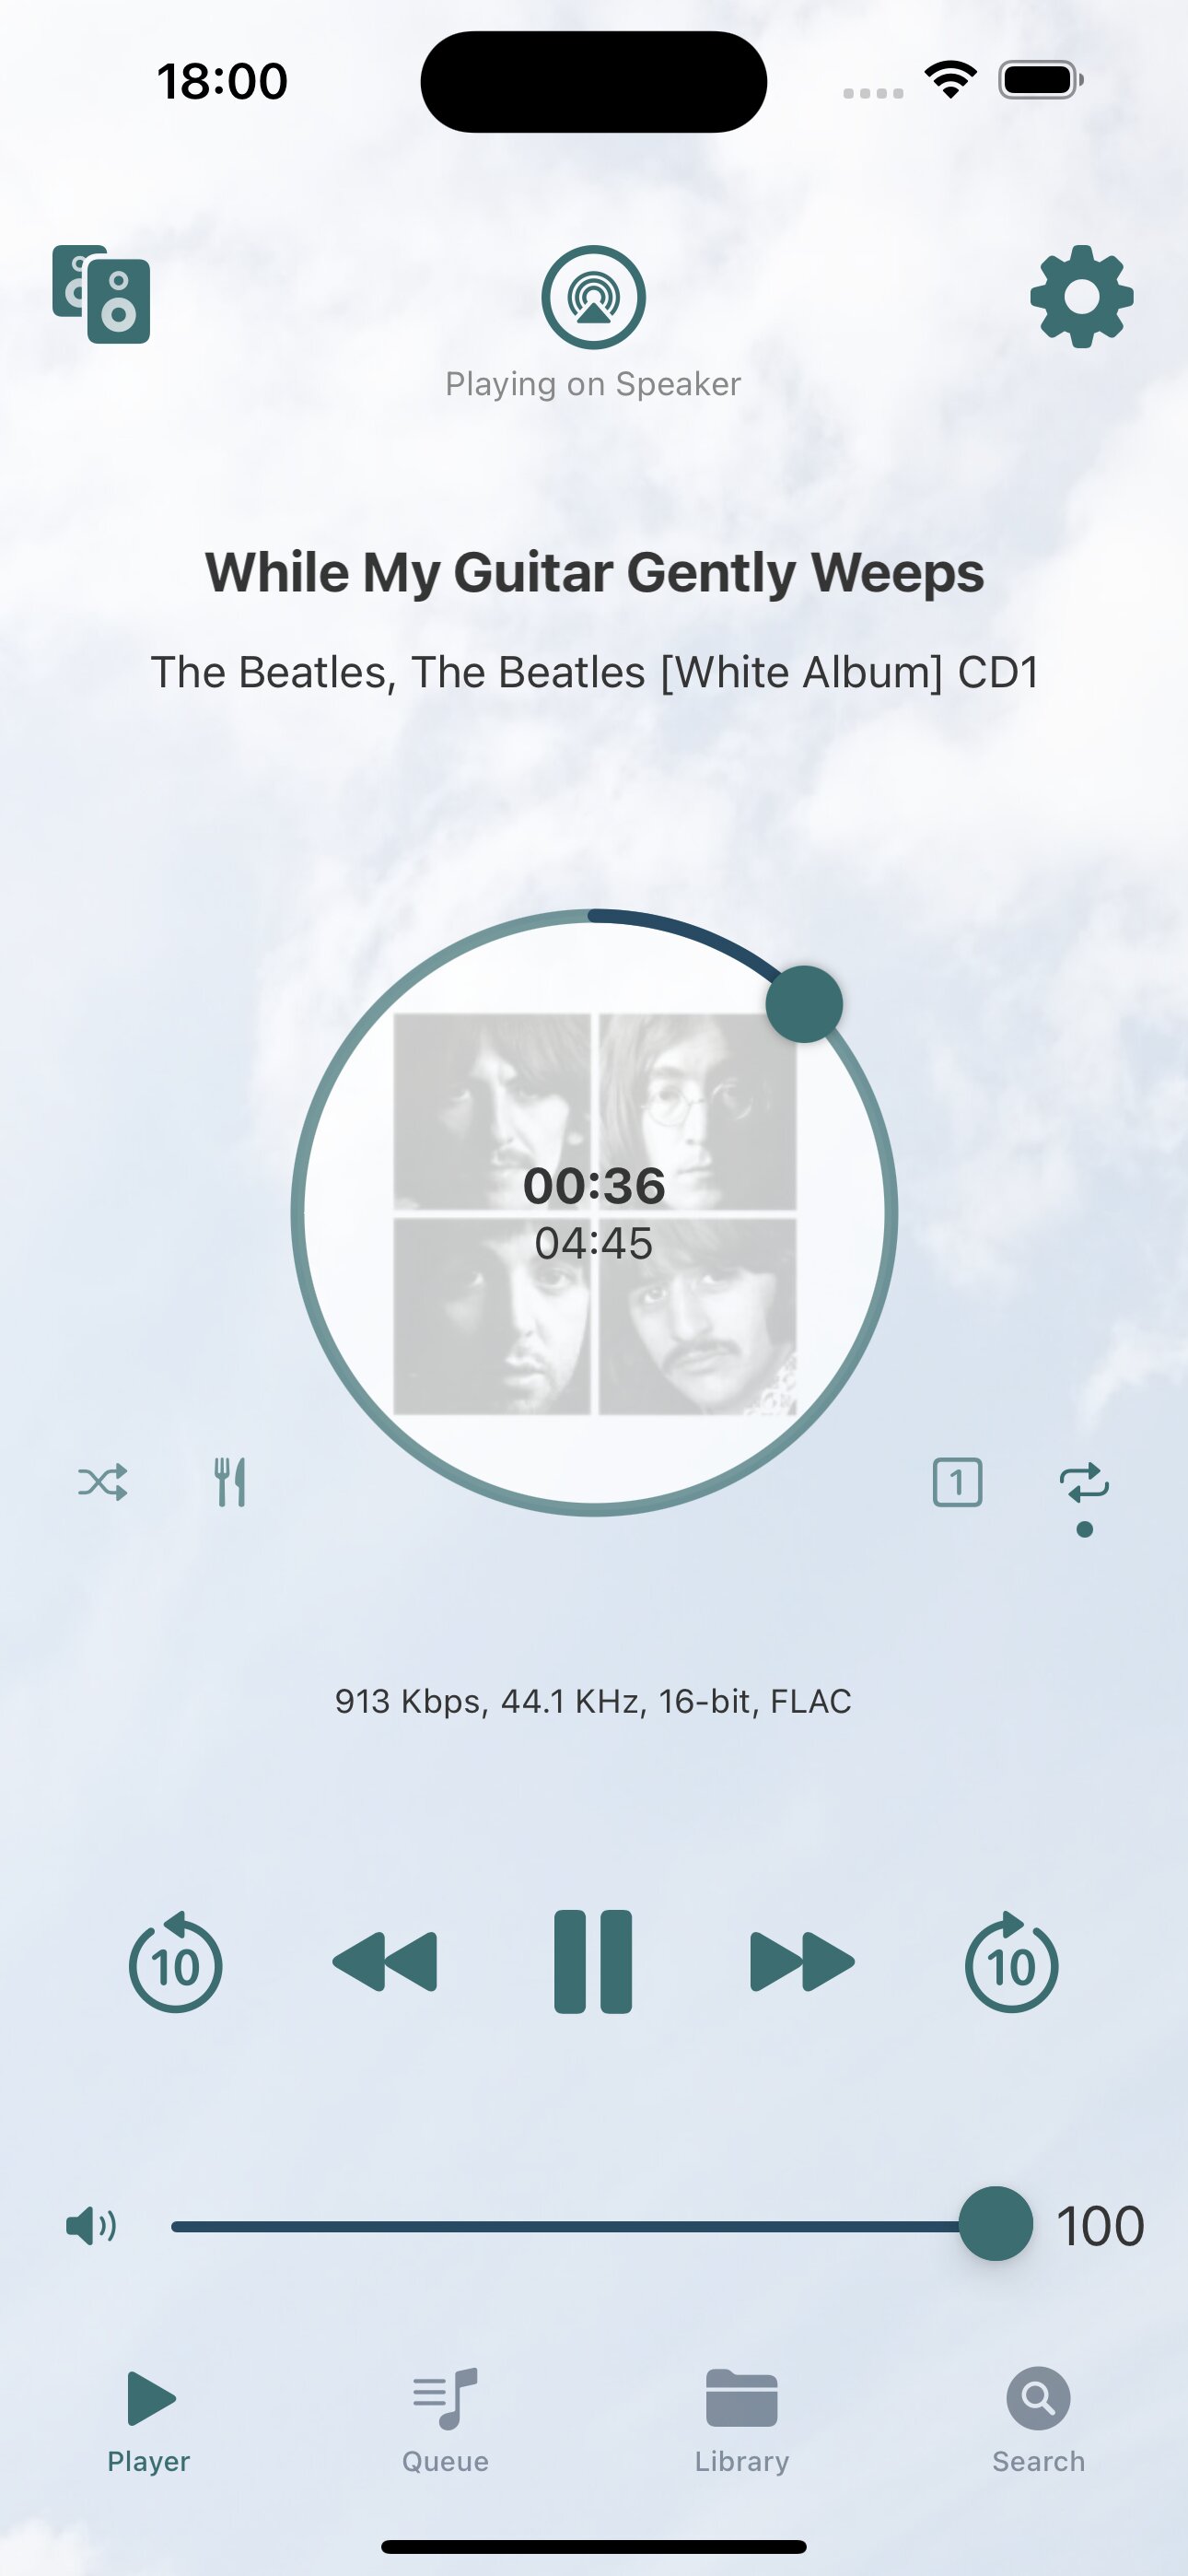 18:00
Playing on Speaker
While My Guitar Gently Weeps
The Beatles, The Beatles [White Album] CD1
00:36
04:45
1
913 Kbps, 44.1 KHz, 16-bit, FLAC
10 10
100
Player Queue Library Search